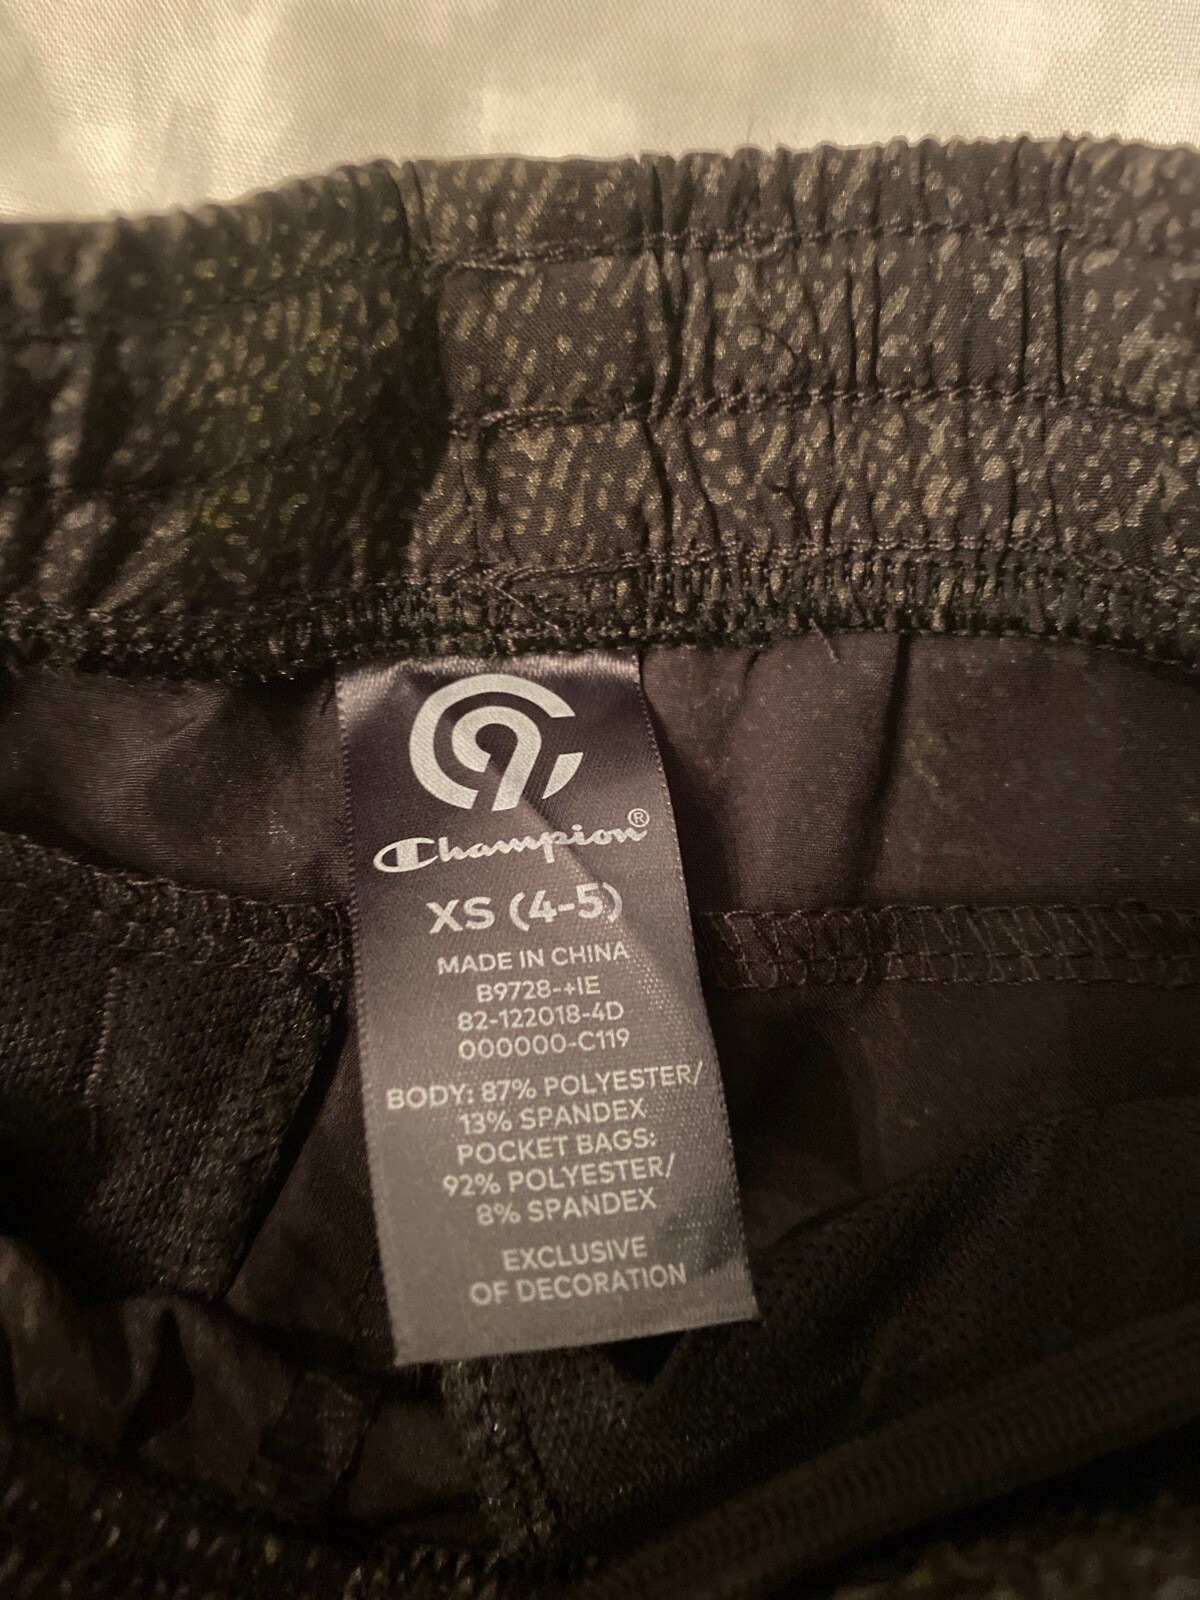 C9
Champion®
XS (4-5)
MADE IN CHINA
B9728-+IE
82-122018-4D
000000-C119
BODY: 87% POLYESTER/
13% SPANDEX
POCKET BAGS:
92% POLYESTER/
8% SPANDEX
EXCLUSIVE
OF DECORATION